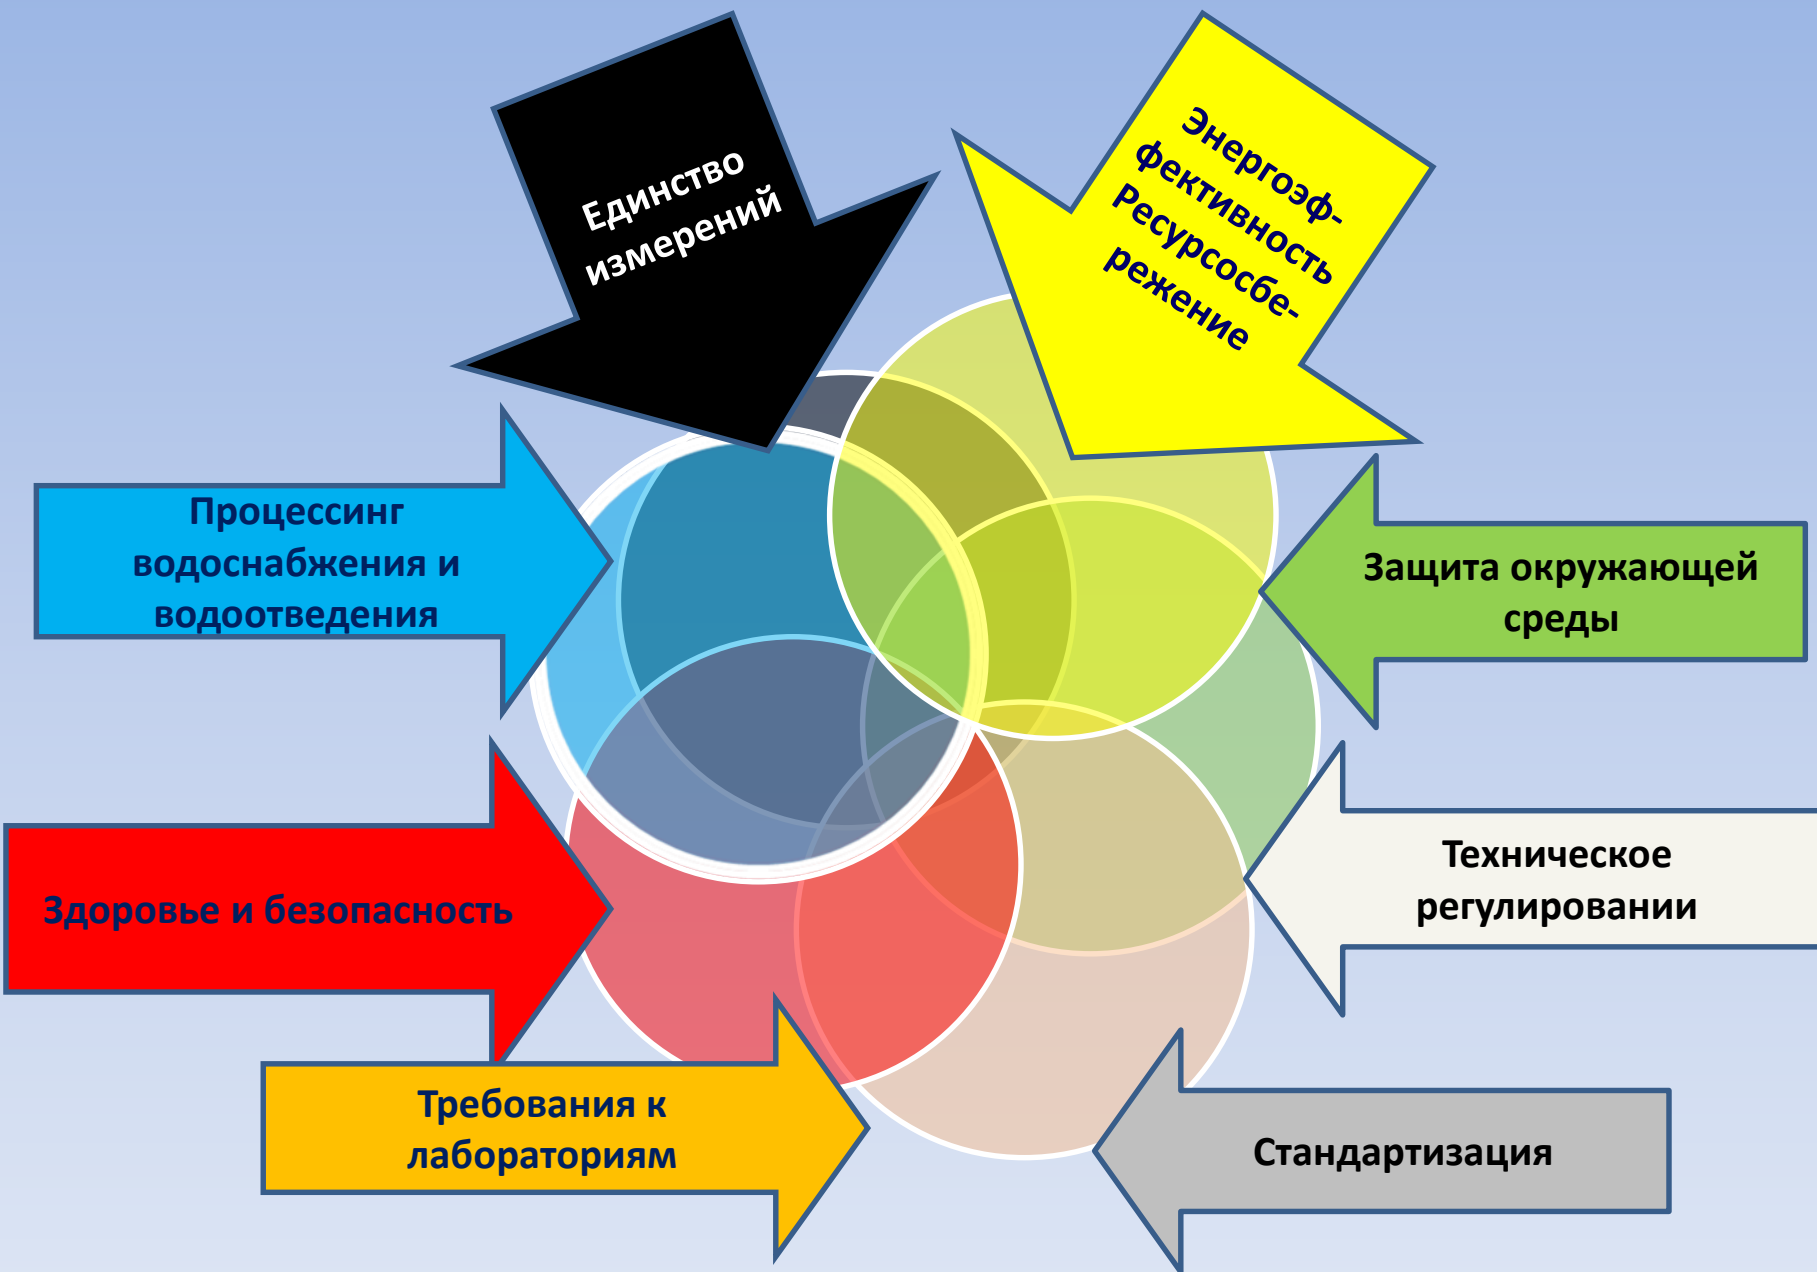 Единство
измерений
Энергоэф-
фективность
Ресурсосбе-
режение
Процессинг
водоснабжения и
водоотведения
Защита окружающей
среды
Здоровье и безопасность
Техническое
регулировании
Требования к
лабораториям
Стандартизация